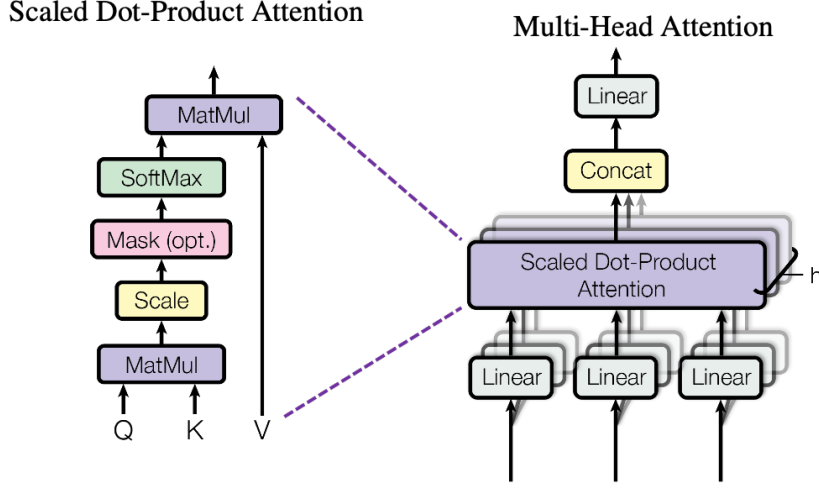 Scaled Dot-Product Attention
MatMul
SoftMax
Mask (opt.)
Scale
MatMul
Q K V
Multi-Head Attention
Linear
Concat
Scaled Dot-Product
Attention
h
Linear Linear Linear